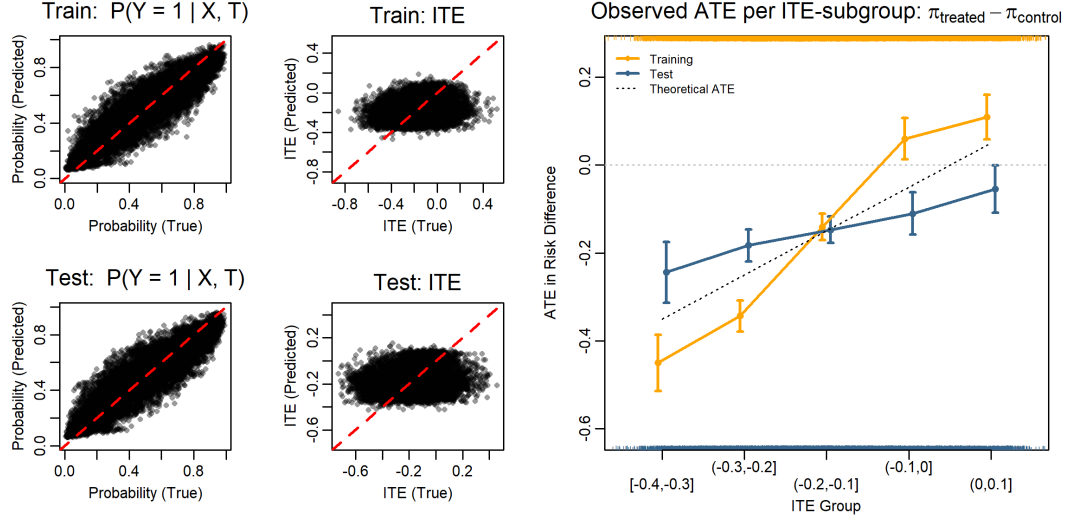 Train: P(Y = 1 | X, T)
Probability (Predicted)
0.0 0.4 0.8
0.0 0.4 0.8
Probability (True)
Train: ITE
ITE (Predicted)
-0.8 -0.4 0.0 0.4
-0.8 -0.4 0.0 0.4
ITE (True)
Test: P(Y = 1 | X, T)
Probability (Predicted)
0.0 0.4 0.8
0.0 0.4 0.8
Probability (True)
Test: ITE
ITE (Predicted)
-0.6 -0.2 0.2
-0.6 -0.2 0.2
ITE (True)
Observed ATE per ITE-subgroup: πtreated − πcontrol
Training
Test
Theoretical ATE
ATE in Risk Difference
0.2
0.0
-0.2
-0.4
-0.6
[-0.4,-0.3]
(-0.3,-0.2]
(-0.2,-0.1]
(-0.1,0]
(0,0.1]
ITE Group